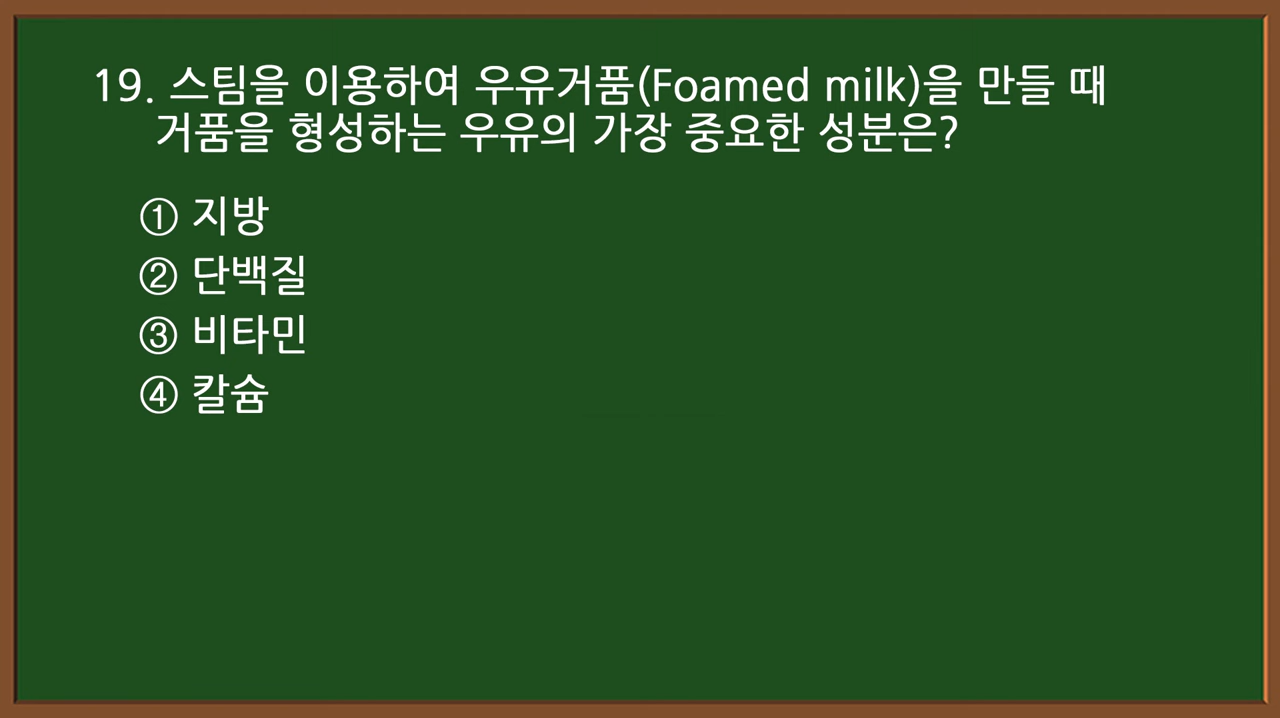 19. 스팀을 이용하여 우유거품(Foamed milk)을 만들 때
거품을 형성하는 우유의 가장 중요한 성분은?
① 지방
② 단백질
③ 비타민
④ 칼슘